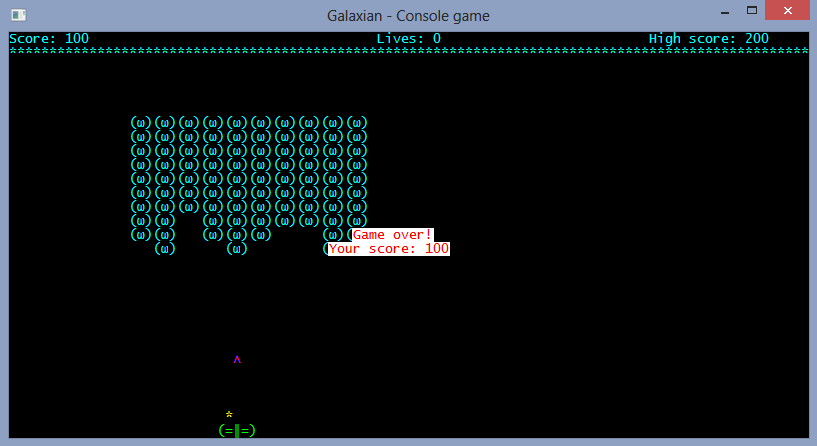 Galaxian - Console game
Score: 100 Lives: 0 High score: 200
****************************************************************************************************
(ω)(ω)(ω)(ω)(ω)(ω)(ω)(ω)(ω)(ω)
(ω)(ω)(ω)(ω)(ω)(ω)(ω)(ω)(ω)(ω)
(ω)(ω)(ω)(ω)(ω)(ω)(ω)(ω)(ω)(ω)
(ω)(ω)(ω)(ω)(ω)(ω)(ω)(ω)(ω)(ω)
(ω)(ω)(ω)(ω)(ω)(ω)(ω)(ω)(ω)(ω)
(ω)(ω)(ω)(ω)(ω)(ω)(ω)(ω)(ω)(ω)
(ω)(ω)(ω)(ω)(ω)(ω)(ω)(ω)(ω)(ω)
(ω)(ω) (ω)(ω)(ω)(ω)(ω)(ω)(ω)
(ω)(ω) (ω)(ω)(ω) (ω)(Game over!
(ω) (ω) (Your score: 100
^
*
(=‖=)